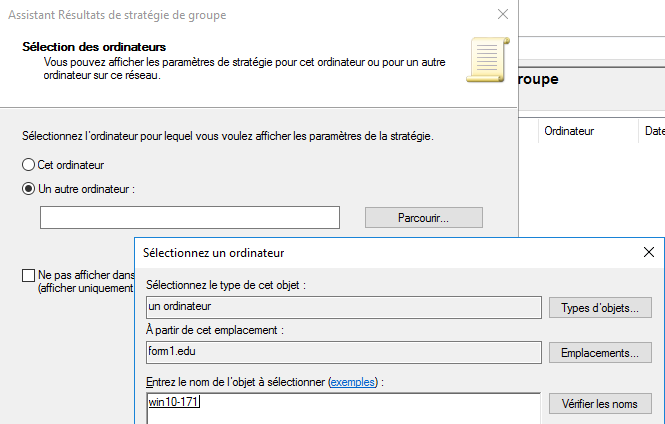 Assistant Résultats de stratégie de groupe
Sélection des ordinateurs
Vous pouvez afficher les paramètres de stratégie pour cet ordinateur ou pour un autre
ordinateur sur ce réseau.
roupe
Ordinateur
Date
Sélectionnez l'ordinateur pour lequel vous voulez afficher les paramètres de la stratégie.
Cet ordinateur
Un autre ordinateur :
Parcourir...
Ne pas afficher dans
(afficher uniquement
Sélectionnez un ordinateur
Sélectionnez le type de cet objet :
un ordinateur
Types d'objets...
À partir de cet emplacement :
form1.edu
Emplacements...
Entrez le nom de l'objet à sélectionner (exemples) :
win10-171
Vérifier les noms